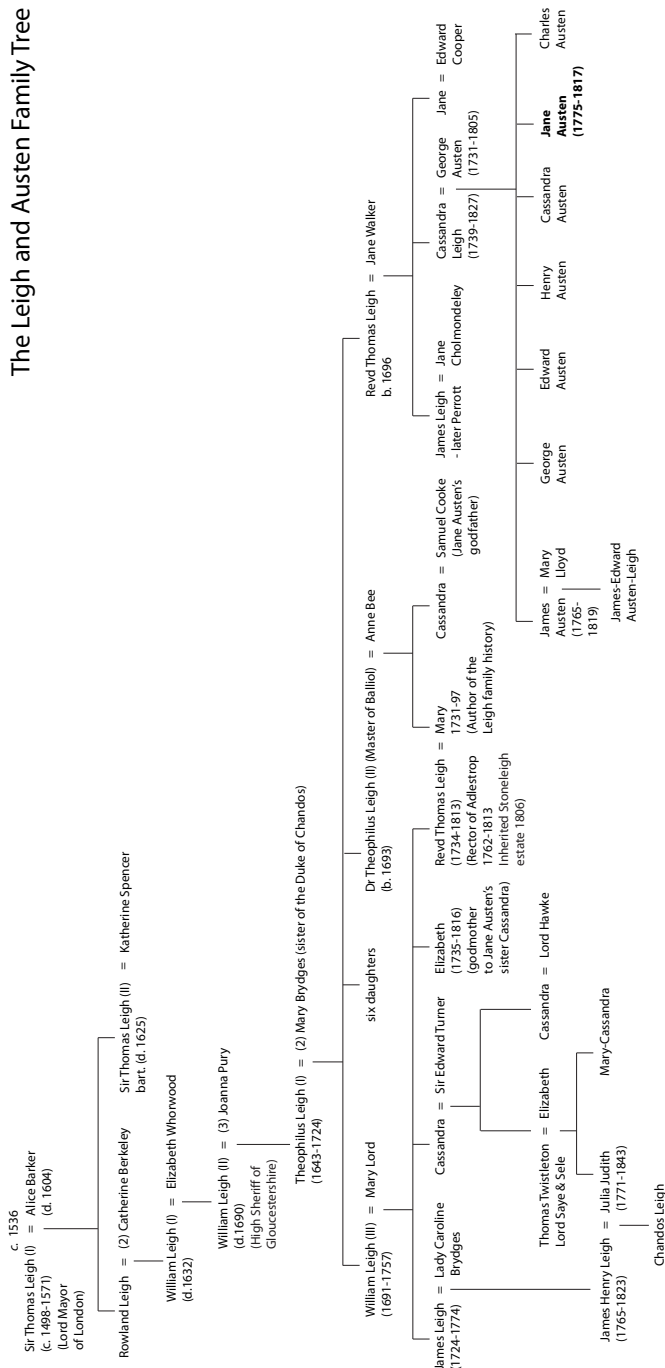 The Leigh and Austen Family Tree
c. 1536
Sir Thomas Leigh (I) = Alice Barker
(c. 1498-1571) (d. 1604)
(Lord Mayor
of London)
Rowland Leigh = (2) Catherine Berkeley
Sir Thomas Leigh (II) = Katherine Spencer
bart. (d. 1625)
William Leigh (I) = Elizabeth Whorwood
(d.1632)
William Leigh (II) = (3) Joanna Pury
(d.1690)
(High Sheriff of
Gloucestershire)
Theophilus Leigh (I) = (2) Mary Brydges (sister of the Duke of Chandos)
(1643-1724)
William Leigh (III) = Mary Lord
(1691-1757)
six daughters
Dr Theophilus Leigh (II) (Master of Balliol) = Anne Bee
(b. 1693)
Revd Thomas Leigh = Jane Walker
b. 1696
James Leigh = Lady Caroline
(1724-1774) Brydges
Cassandra = Sir Edward Turner
Elizabeth
(1735-1816)
(godmother
to Jane Austen's
sister Cassandra)
Revd Thomas Leigh = Mary
(1734-1813) 1731-97
(Rector of Adlestrop (Author of the
1762-1813 Leigh family history)
Inherited Stoneleigh
estate 1806)
Cassandra = Samuel Cooke
(Jane Austen's
godfather)
James Leigh = Jane
- later Perrott Cholmondeley
Cassandra = George
Leigh Austen
(1739-1827) (1731-1805)
Jane = Edward
Cooper
Thomas Twistleton = Elizabeth
Lord Saye & Sele
Cassandra = Lord Hawke
James Henry Leigh = Julia Judith
(1765-1823) (1771-1843)
Mary-Cassandra
Chandos Leigh
James = Mary
Austen Lloyd
(1765-
1819)
George
Austen
Edward
Austen
Henry
Austen
Cassandra
Austen
Jane
Austen
(1775-1817)
Charles
Austen
James-Edward
Austen-Leigh